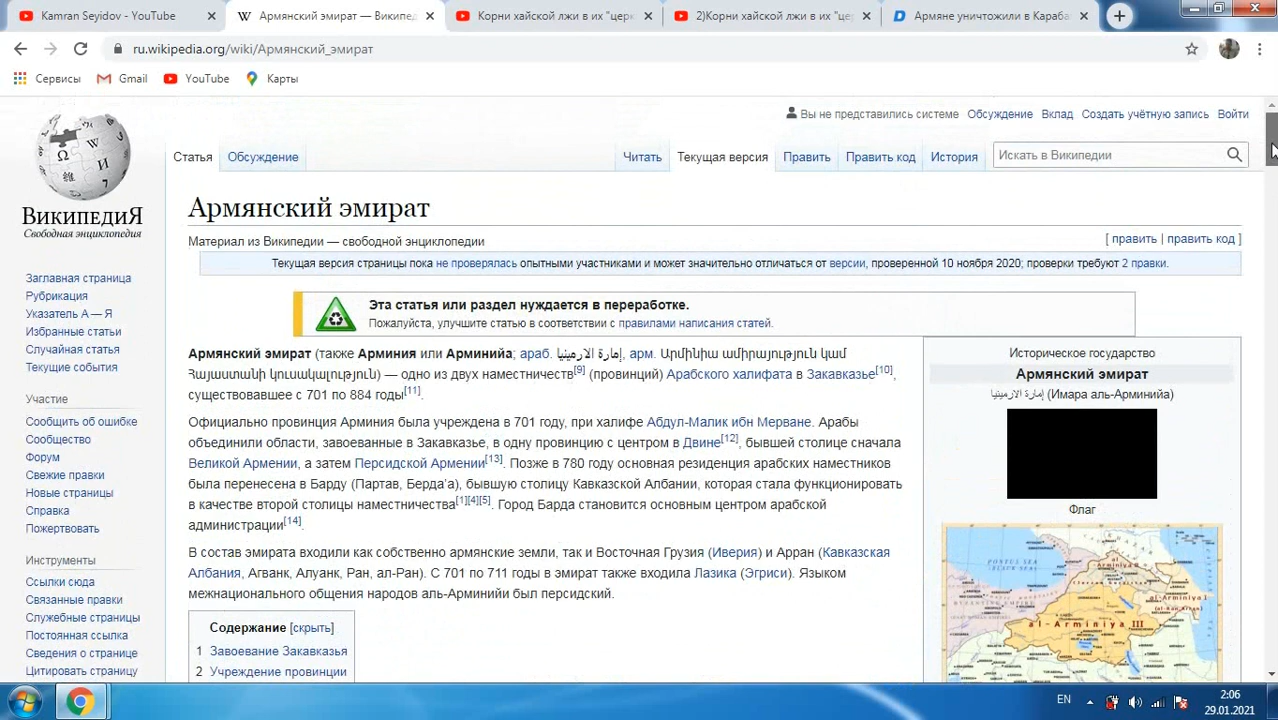 Kamran Seyidov - YouTube
Армянский эмират — Википед
Корни хайской лжи в их "церк
2)Корни хайской лжи в их "це
Армяне уничтожили в Караба
ru.wikipedia.org/wiki/Армянский_эмират
Сервисы Gmail YouTube Карты
Вы не представились системе Обсуждение Вклад Создать учётную запись Войти
Статья Обсуждение Читать Текущая версия Править Править код История Искать в Википедии
ВикипедиЯ
Свободная энциклопедия
Заглавная страница
Рубрикация
Указатель А — Я
Избранные статьи
Случайная статья
Текущие события
Участие
Сообщить об ошибке
Сообщество
Форум
Свежие правки
Новые страницы
Справка
Пожертвовать
Инструменты
Ссылки сюда
Связанные правки
Служебные страницы
Постоянная ссылка
Сведения о странице
Цитировать страницу
Армянский эмират
Материал из Википедии — свободной энциклопедии
[ править | править код ]
Текущая версия страницы пока не проверялась опытными участниками и может значительно отличаться от версии, проверенной 10 ноября 2020; проверки требуют 2 правки.
Эта статья или раздел нуждается в переработке.
Пожалуйста, улучшите статью в соответствии с правилами написания статей.
Армянский эмират (также Арминия или Арминийа; араб. إمارة الارمينيا, арм. Արմինիա ամիրայություն կամ
Հայաստանի կուսակալություն) — одно из двух наместничеств[9] (провинций) Арабского халифата в Закавказье[10],
существовавшее с 701 по 884 годы[11].
Официально провинция Арминия была учреждена в 701 году, при халифе Абдул-Малик ибн Мерване. Арабы
объединили области, завоеванные в Закавказье, в одну провинцию с центром в Двине[12], бывшей столице сначала
Великой Армении, а затем Персидской Армении[13]. Позже в 780 году основная резиденция арабских наместников
была перенесена в Барду (Партав, Берда'а), бывшую столицу Кавказской Албании, которая стала функционировать
в качестве второй столицы наместничества[1][4][5]. Город Барда становится основным центром арабской
администрации[14].
В состав эмирата входили как собственно армянские земли, так и Восточная Грузия (Иверия) и Арран (Кавказская
Албания, Агванк, Алуанк, Ран, ал-Ран). С 701 по 711 годы в эмират также входила Лазика (Эгриси). Языком
межнационального общения народов аль-Арминийи был персидский.
Содержание [скрыть]
1 Завоевание Закавказья
2 Учреждение провинции
Историческое государство
Армянский эмират
إمارة الارمينيا (Имара аль-Арминийа)
Флаг
PONTUS SEA
al-Arminiya
al-Arminiya III
EN
2:06
29.01.2021